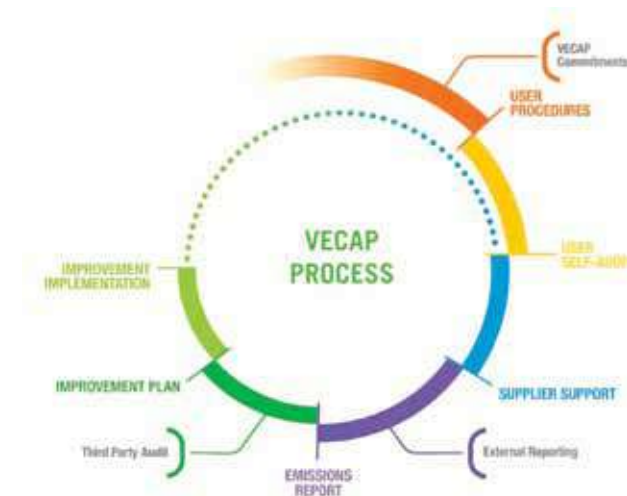 VECAP
Commitments
USER
PROCEDURES
VECAP
PROCESS
USER
IMPROVEMENT
IMPLEMENTATION
IMPROVEMENT PLAN
SUPPLIER SUPPORT
Third Party Audit
External Reporting
EMISSIONS
REPORT